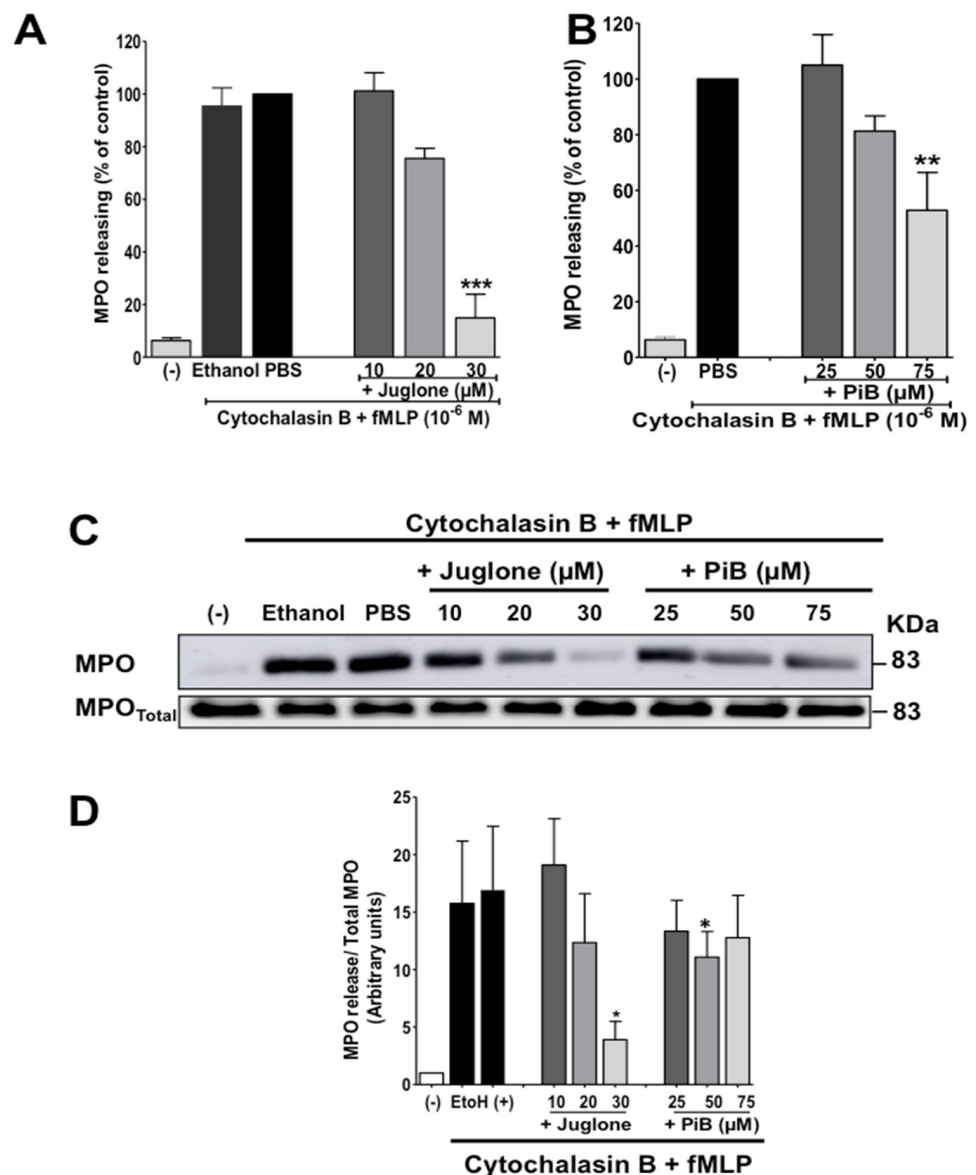 A
MPO releasing (% of control)
120
100
80
60
40
20
0
***
(-) Ethanol PBS 10 20 30
+ Juglone (µM)
Cytochalasin B + fMLP (10⁻⁶ M)
B
MPO releasing (% of control)
120
100
80
60
40
20
0
**
(-) PBS 25 50 75
+ PiB (µM)
Cytochalasin B + fMLP (10⁻⁶ M)
C
Cytochalasin B + fMLP
+ Juglone (µM) + PiB (µM)
(-) Ethanol PBS 10 20 30 25 50 75 KDa
MPO 83
MPOTotal 83
D
MPO release/ Total MPO
(Arbitrary units)
25
20
15
10
5
0
* *
(-) EtoH (+) 10 20 30 25 50 75
+ Juglone + PiB (µM)
Cytochalasin B + fMLP